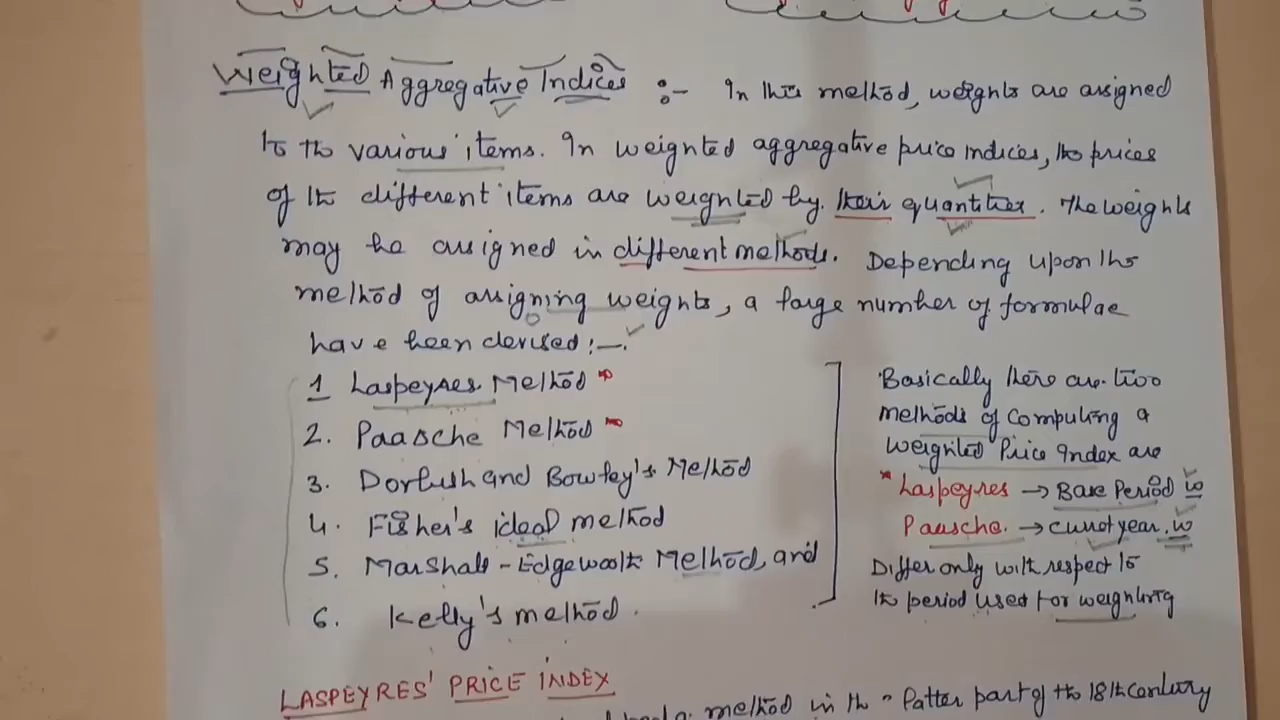 Weighted Aggregative Indices :- In this method, weights are assigned
to the various items. In weighted aggregative price indices, the prices
of the different items are weighted by their quantities. The weights
may be assigned in different methods. Depending upon the
method of assigning weights, a large number of formulae
have been devised :-
1 Laspeyres Method *
2. Paasche Method *
3. Dorbush and Bowley's Method
4. Fisher's ideal method
5. Marshall - Edgeworth Method, and
6. Kelly's method.
Basically there are two
methods of computing a
weighted Price Index are
* Laspeyres → Base Period w
Paasche. → current year. w
Differ only with respect to
the period used for weighting
LASPEYRES' PRICE INDEX
method in the " latter part of the 18th century